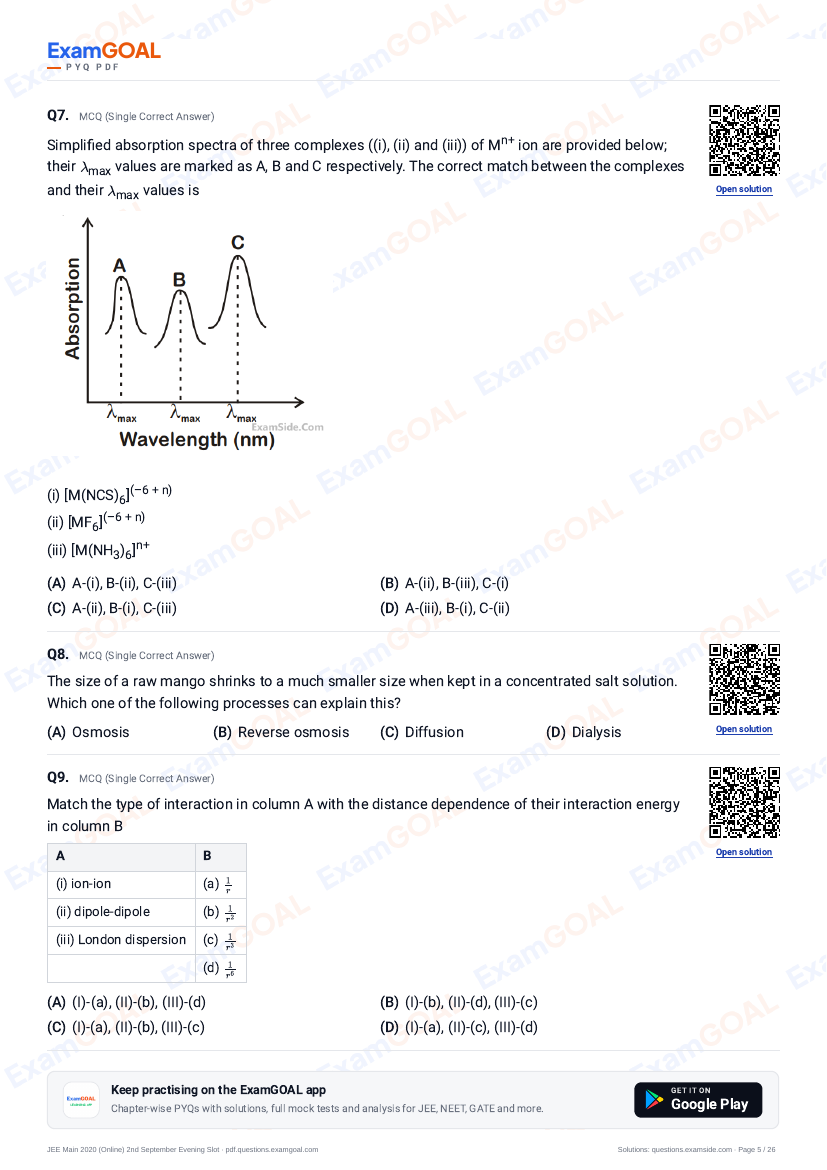 ExamGOAL
PYQ PDF
Q7. MCQ (Single Correct Answer)
Simplified absorption spectra of three complexes ((i), (ii) and (iii)) of Mⁿ⁺ ion are provided below;
their λmax values are marked as A, B and C respectively. The correct match between the complexes
and their λmax values is
Open solution
A
B
C
Absorption
λmax λmax λmax
ExamSide.Com
Wavelength (nm)
(i) [M(NCS)₆]⁽⁻⁶ ⁺ ⁿ⁾
(ii) [MF₆]⁽⁻⁶ ⁺ ⁿ⁾
(iii) [M(NH₃)₆]ⁿ⁺
(A) A-(i), B-(ii), C-(iii) (B) A-(ii), B-(iii), C-(i)
(C) A-(ii), B-(i), C-(iii) (D) A-(iii), B-(i), C-(ii)
Q8. MCQ (Single Correct Answer)
The size of a raw mango shrinks to a much smaller size when kept in a concentrated salt solution.
Which one of the following processes can explain this?
Open solution
(A) Osmosis (B) Reverse osmosis (C) Diffusion (D) Dialysis
Q9. MCQ (Single Correct Answer)
Match the type of interaction in column A with the distance dependence of their interaction energy
in column B
Open solution
A B
(i) ion-ion (a) 1/r
(ii) dipole-dipole (b) 1/r²
(iii) London dispersion (c) 1/r³
(d) 1/r⁶
(A) (I)-(a), (II)-(b), (III)-(d) (B) (I)-(b), (II)-(d), (III)-(c)
(C) (I)-(a), (II)-(b), (III)-(c) (D) (I)-(a), (II)-(c), (III)-(d)
ExamGOAL
Keep practising on the ExamGOAL app
Chapter-wise PYQs with solutions, full mock tests and analysis for JEE, NEET, GATE and more.
GET IT ON
Google Play
JEE Main 2020 (Online) 2nd September Evening Slot · pdf.questions.examgoal.com Solutions: questions.examside.com · Page 5 / 26